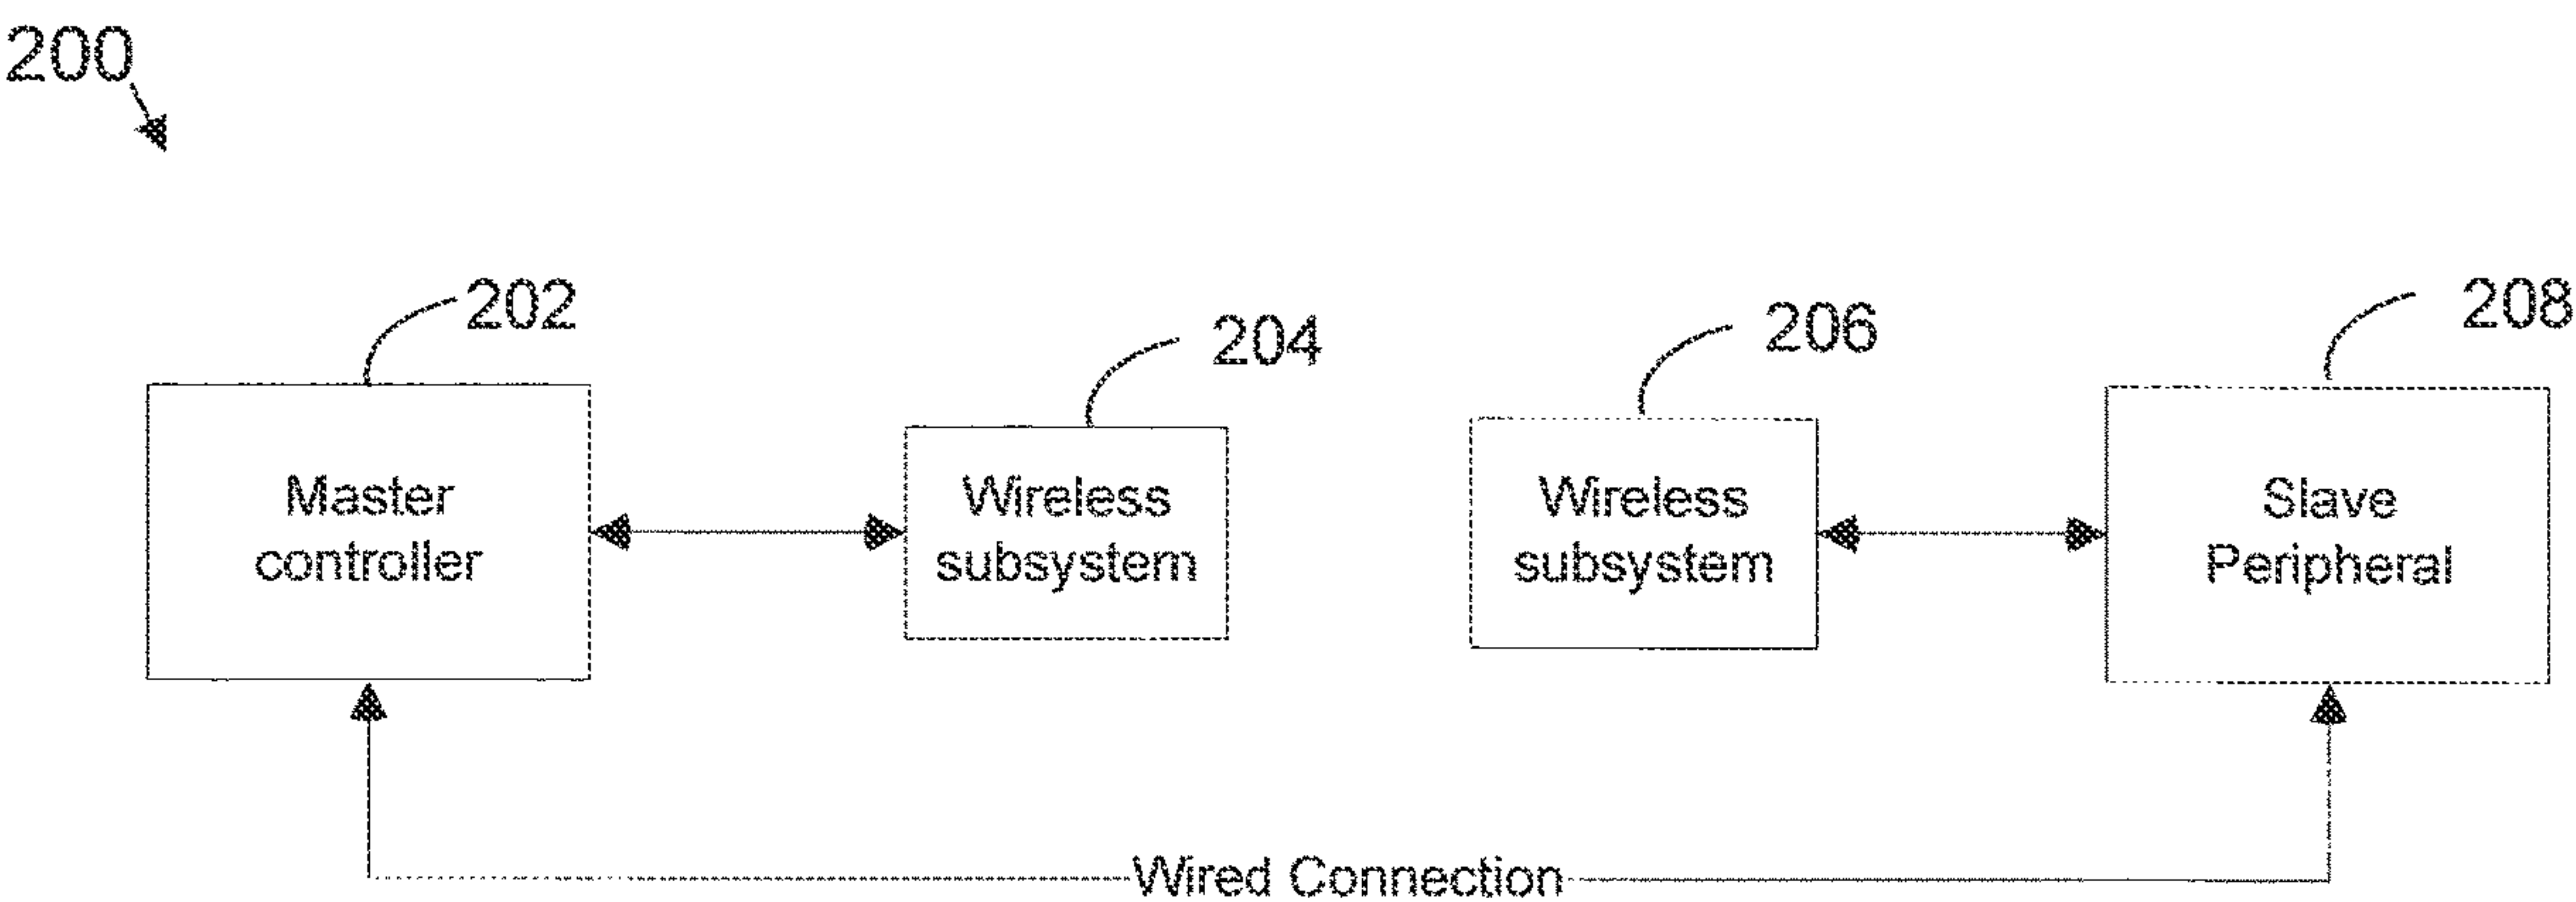 200
202
204
206
208
Master
controller
Wireless
subsystem
Wireless
subsystem
Slave
Peripheral
Wired Connection